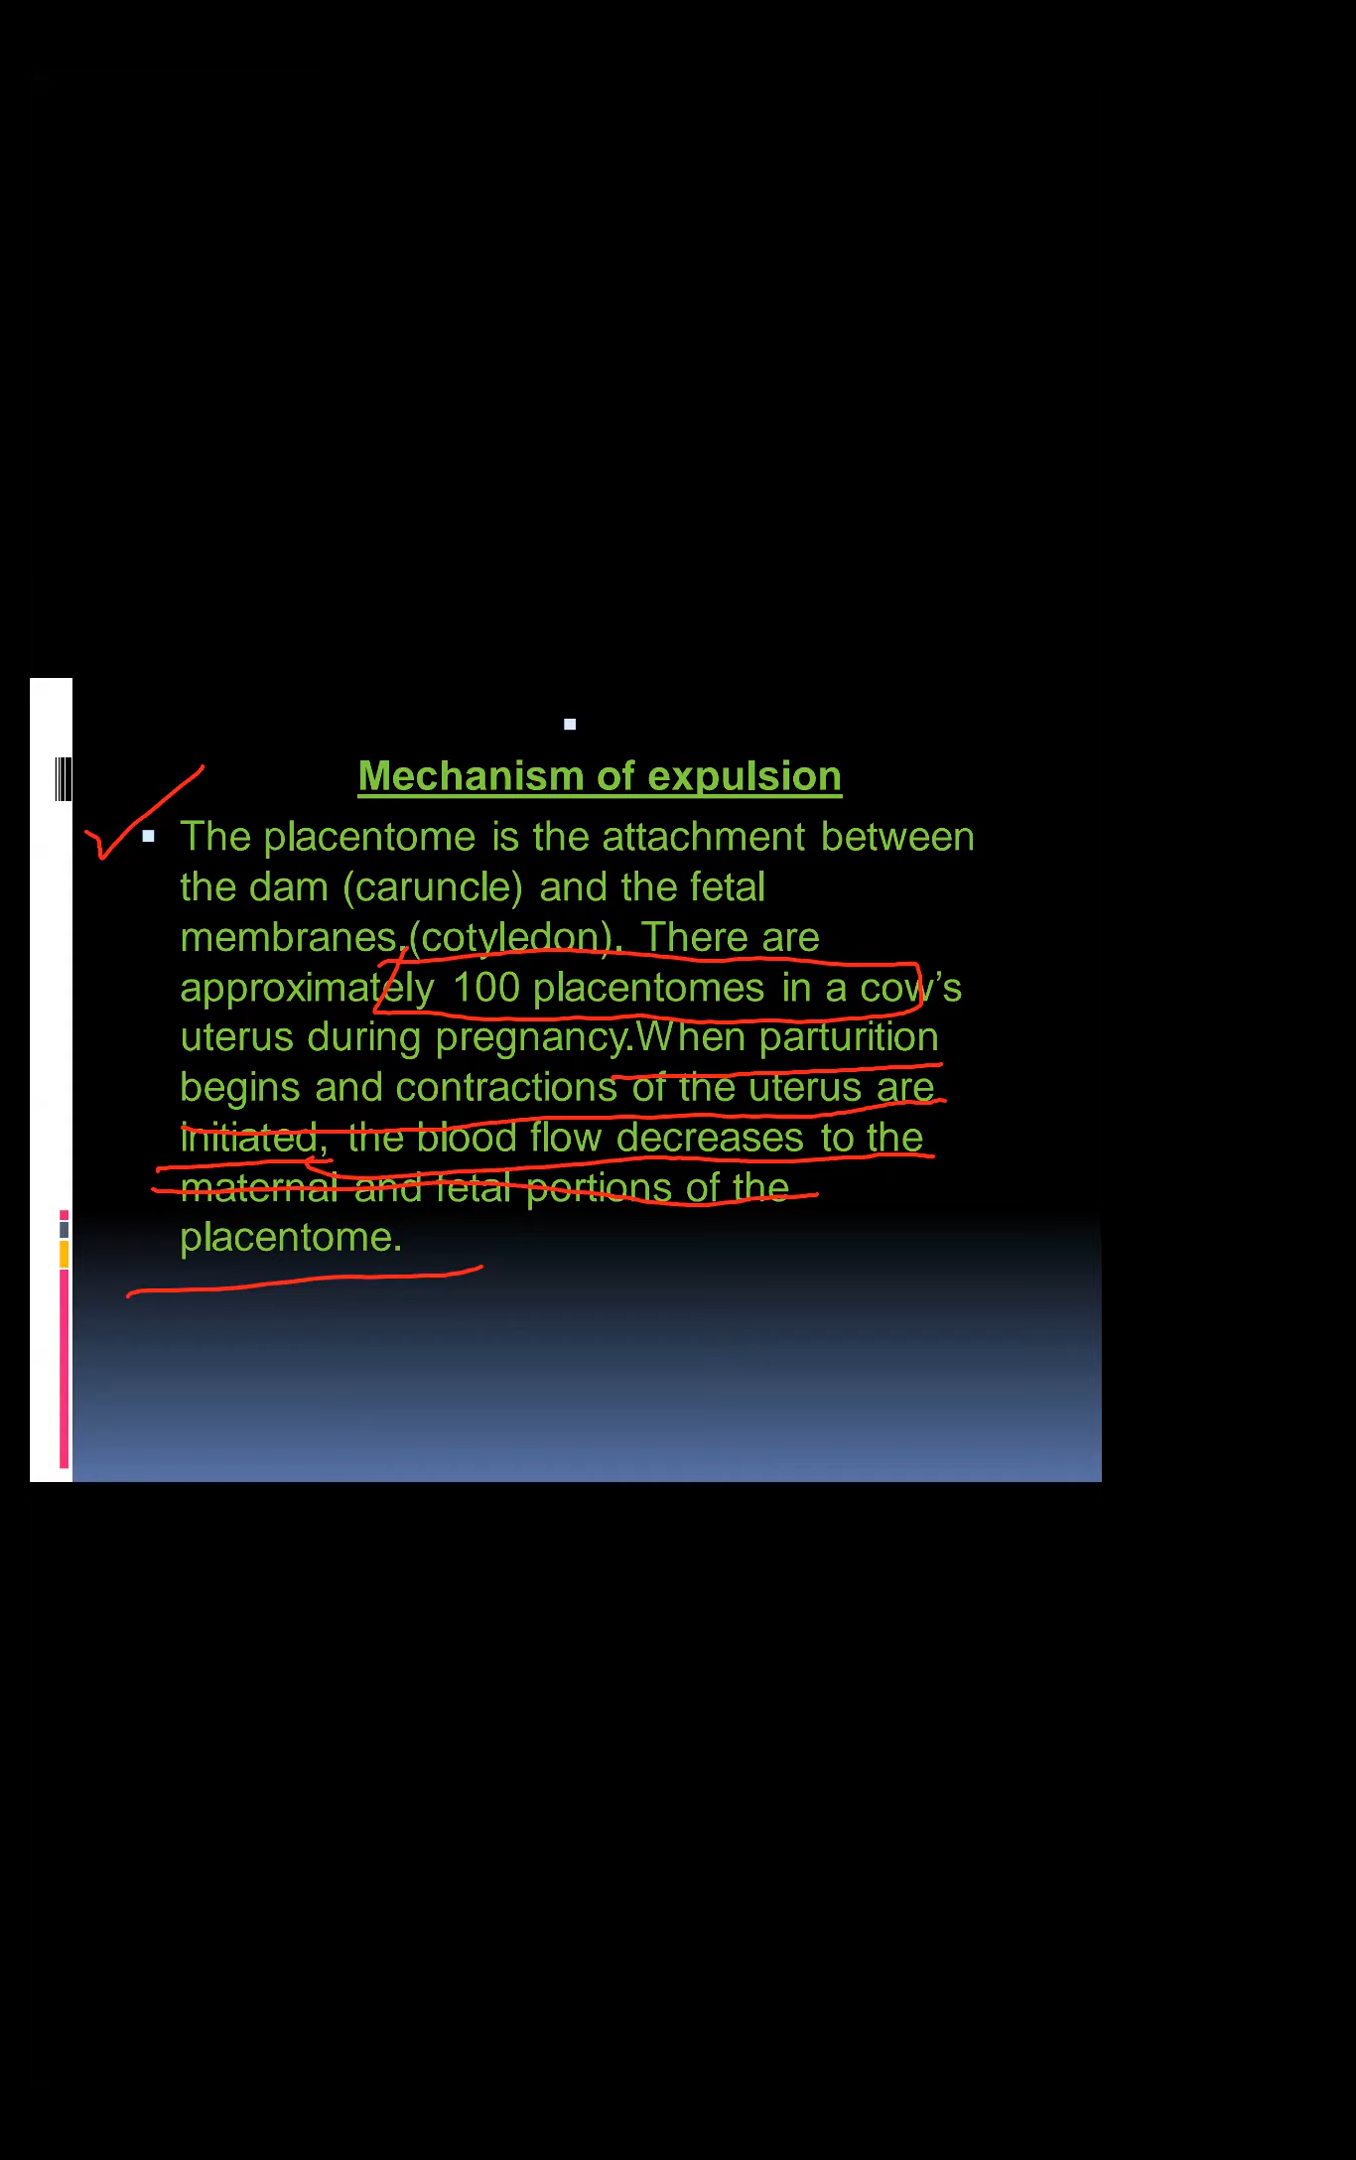 Mechanism of expulsion
The placentome is the attachment between
the dam (caruncle) and the fetal
membranes.(cotyledon). There are
approximately 100 placentomes in a cow’s
uterus during pregnancy.When parturition
begins and contractions of the uterus are
initiated, the blood flow decreases to the
maternal and fetal portions of the
placentome.